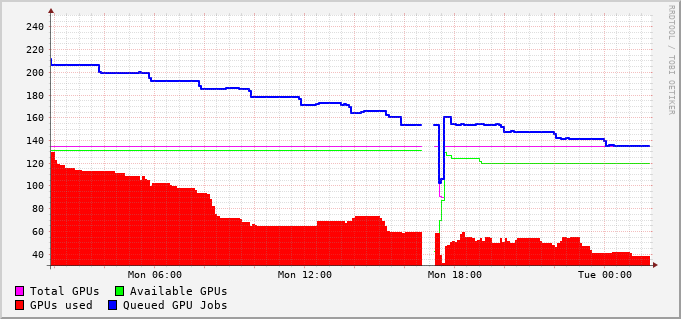 RRDTOOL / TOBI OETIKER
240
220
200
180
160
140
120
100
80
60
40
Mon 06:00 Mon 12:00 Mon 18:00 Tue 00:00
Total GPUs Available GPUs
GPUs used Queued GPU Jobs